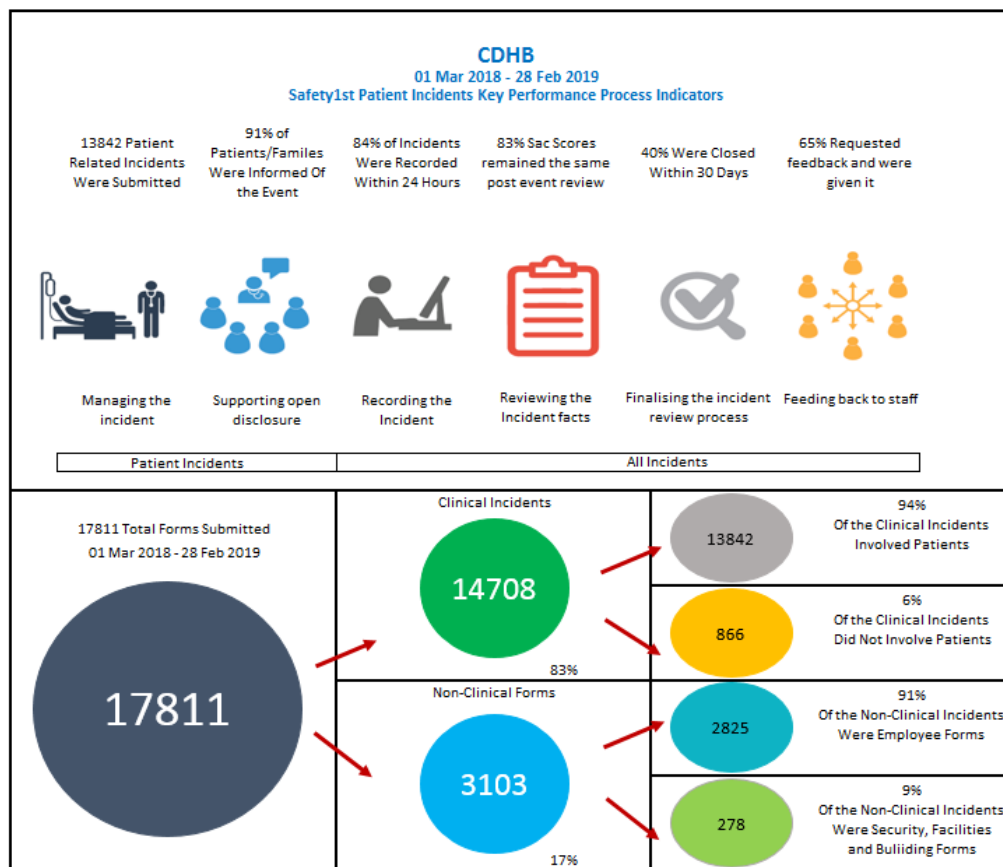 CDHB
01 Mar 2018 - 28 Feb 2019
Safety1st Patient Incidents Key Performance Process Indicators
13842 Patient
Related Incidents
Were Submitted
91% of
Patients/Familes
Were Informed Of
the Event
84% of Incidents
Were Recorded
Within 24 Hours
83% Sac Scores
remained the same
post event review
40% Were Closed
Within 30 Days
65% Requested
feedback and were
given it
Managing the
incident
Supporting open
disclosure
Recording the
Incident
Reviewing the
Incident facts
Finalising the incident
review process
Feeding back to staff
Patient Incidents
All Incidents
17811 Total Forms Submitted
01 Mar 2018 - 28 Feb 2019
17811
Clinical Incidents
14708
83%
Non-Clinical Forms
3103
17%
13842
94%
Of the Clinical Incidents
Involved Patients
866
6%
Of the Clinical Incidents
Did Not Involve Patients
2825
91%
Of the Non-Clinical Incidents
Were Employee Forms
278
9%
Of the Non-Clinical Incidents
Were Security, Facilities
and Buliiding Forms